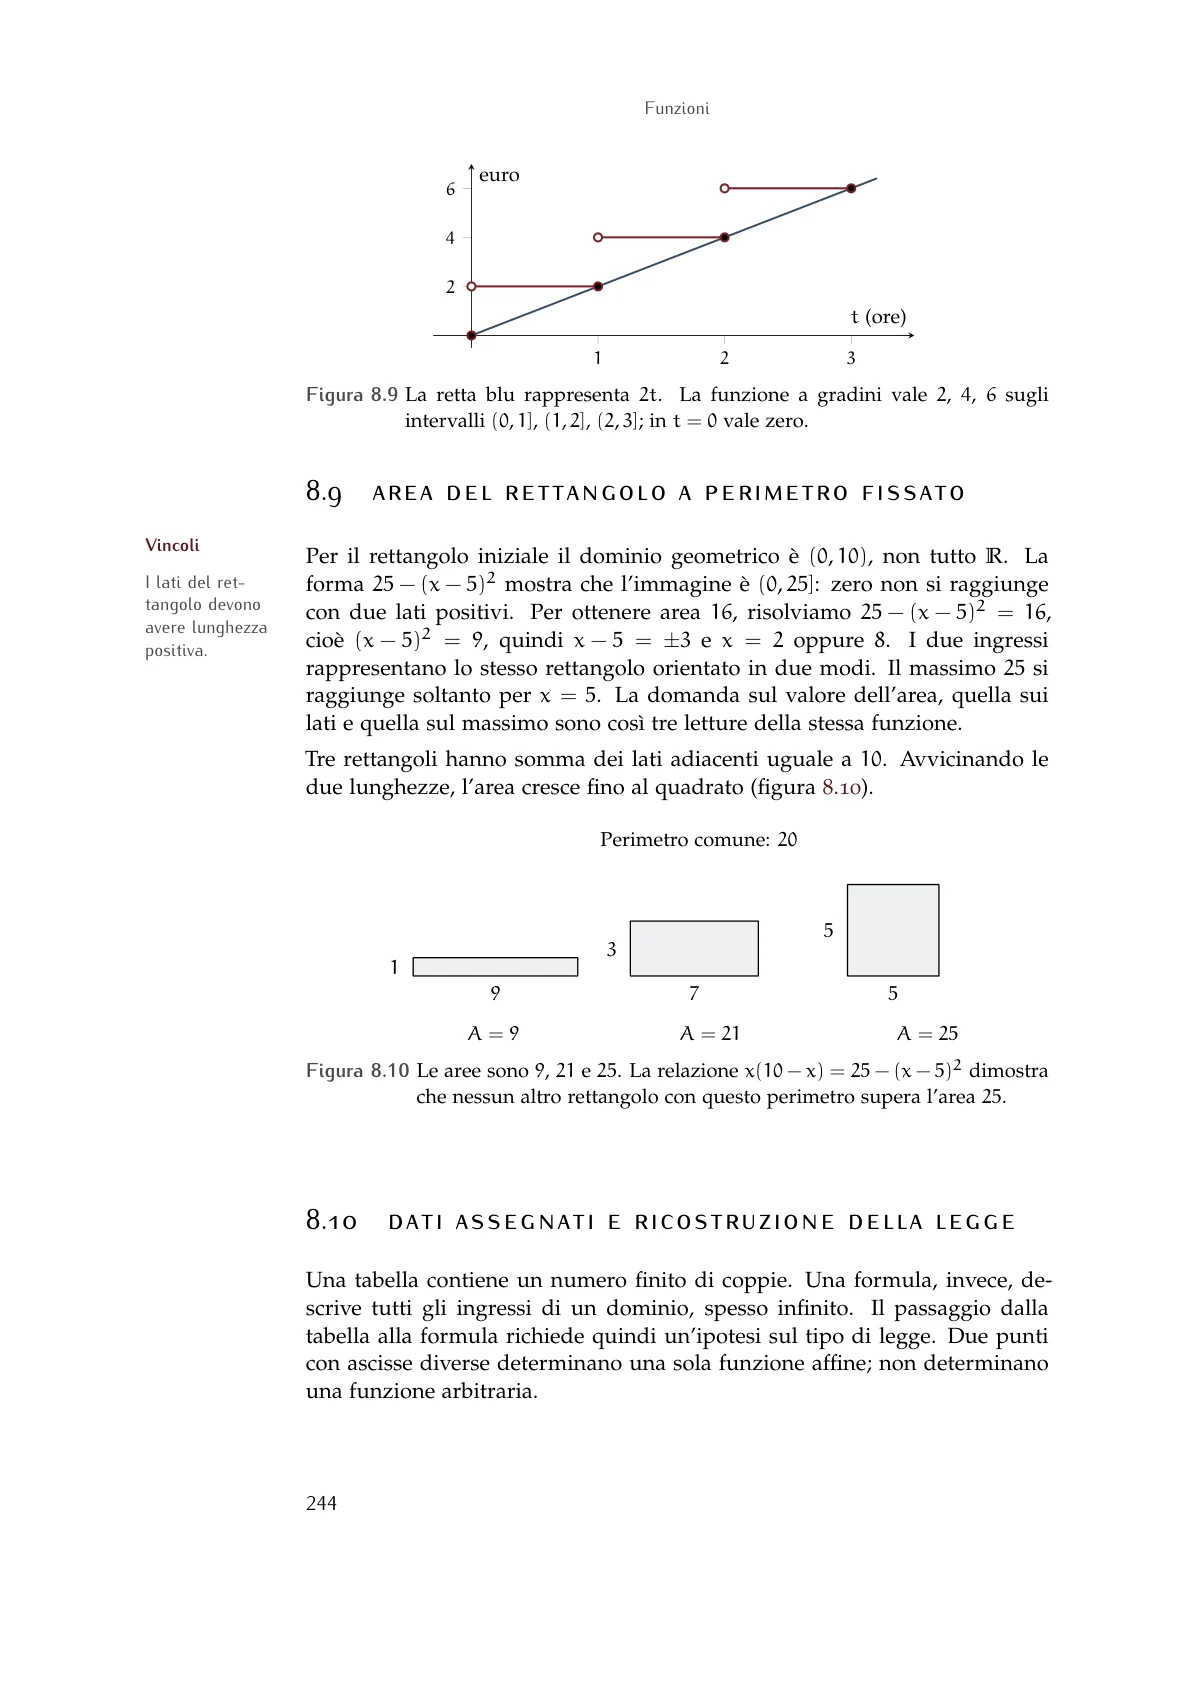 Funzioni
euro
6
4
2
t (ore)
1 2 3
Figura 8.9 La retta blu rappresenta 2t. La funzione a gradini vale 2, 4, 6 sugli
intervalli (0, 1], (1, 2], (2, 3]; in t = 0 vale zero.
8.9 AREA DEL RETTANGOLO A PERIMETRO FISSATO
Vincoli
I lati del ret-
tangolo devono
avere lunghezza
positiva.
Per il rettangolo iniziale il dominio geometrico è (0, 10), non tutto ℝ. La
forma 25 − (x − 5)² mostra che l'immagine è (0, 25]: zero non si raggiunge
con due lati positivi. Per ottenere area 16, risolviamo 25 − (x − 5)² = 16,
cioè (x − 5)² = 9, quindi x − 5 = ±3 e x = 2 oppure 8. I due ingressi
rappresentano lo stesso rettangolo orientato in due modi. Il massimo 25 si
raggiunge soltanto per x = 5. La domanda sul valore dell'area, quella sui
lati e quella sul massimo sono così tre letture della stessa funzione.
Tre rettangoli hanno somma dei lati adiacenti uguale a 10. Avvicinando le
due lunghezze, l'area cresce fino al quadrato (figura 8.10).
Perimetro comune: 20
1 3 5
9 7 5
A = 9 A = 21 A = 25
Figura 8.10 Le aree sono 9, 21 e 25. La relazione x(10 − x) = 25 − (x − 5)² dimostra
che nessun altro rettangolo con questo perimetro supera l'area 25.
8.10 DATI ASSEGNATI E RICOSTRUZIONE DELLA LEGGE
Una tabella contiene un numero finito di coppie. Una formula, invece, de-
scrive tutti gli ingressi di un dominio, spesso infinito. Il passaggio dalla
tabella alla formula richiede quindi un'ipotesi sul tipo di legge. Due punti
con ascisse diverse determinano una sola funzione affine; non determinano
una funzione arbitraria.
244